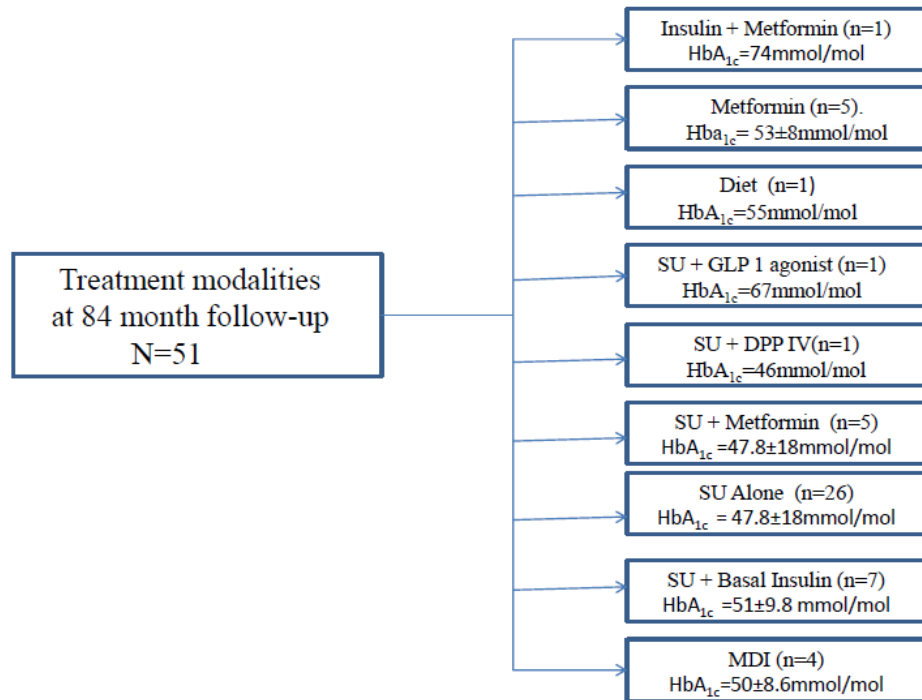 Treatment modalities
at 84 month follow-up
N=51
Insulin + Metformin (n=1)
HbA1c=74mmol/mol
Metformin (n=5).
Hba1c= 53±8mmol/mol
Diet (n=1)
HbA1c=55mmol/mol
SU + GLP 1 agonist (n=1)
HbA1c=67mmol/mol
SU + DPP IV(n=1)
HbA1c=46mmol/mol
SU + Metformin (n=5)
HbA1c =47.8±18mmol/mol
SU Alone (n=26)
HbA1c = 47.8±18mmol/mol
SU + Basal Insulin (n=7)
HbA1c =51±9.8 mmol/mol
MDI (n=4)
HbA1c=50±8.6mmol/mol